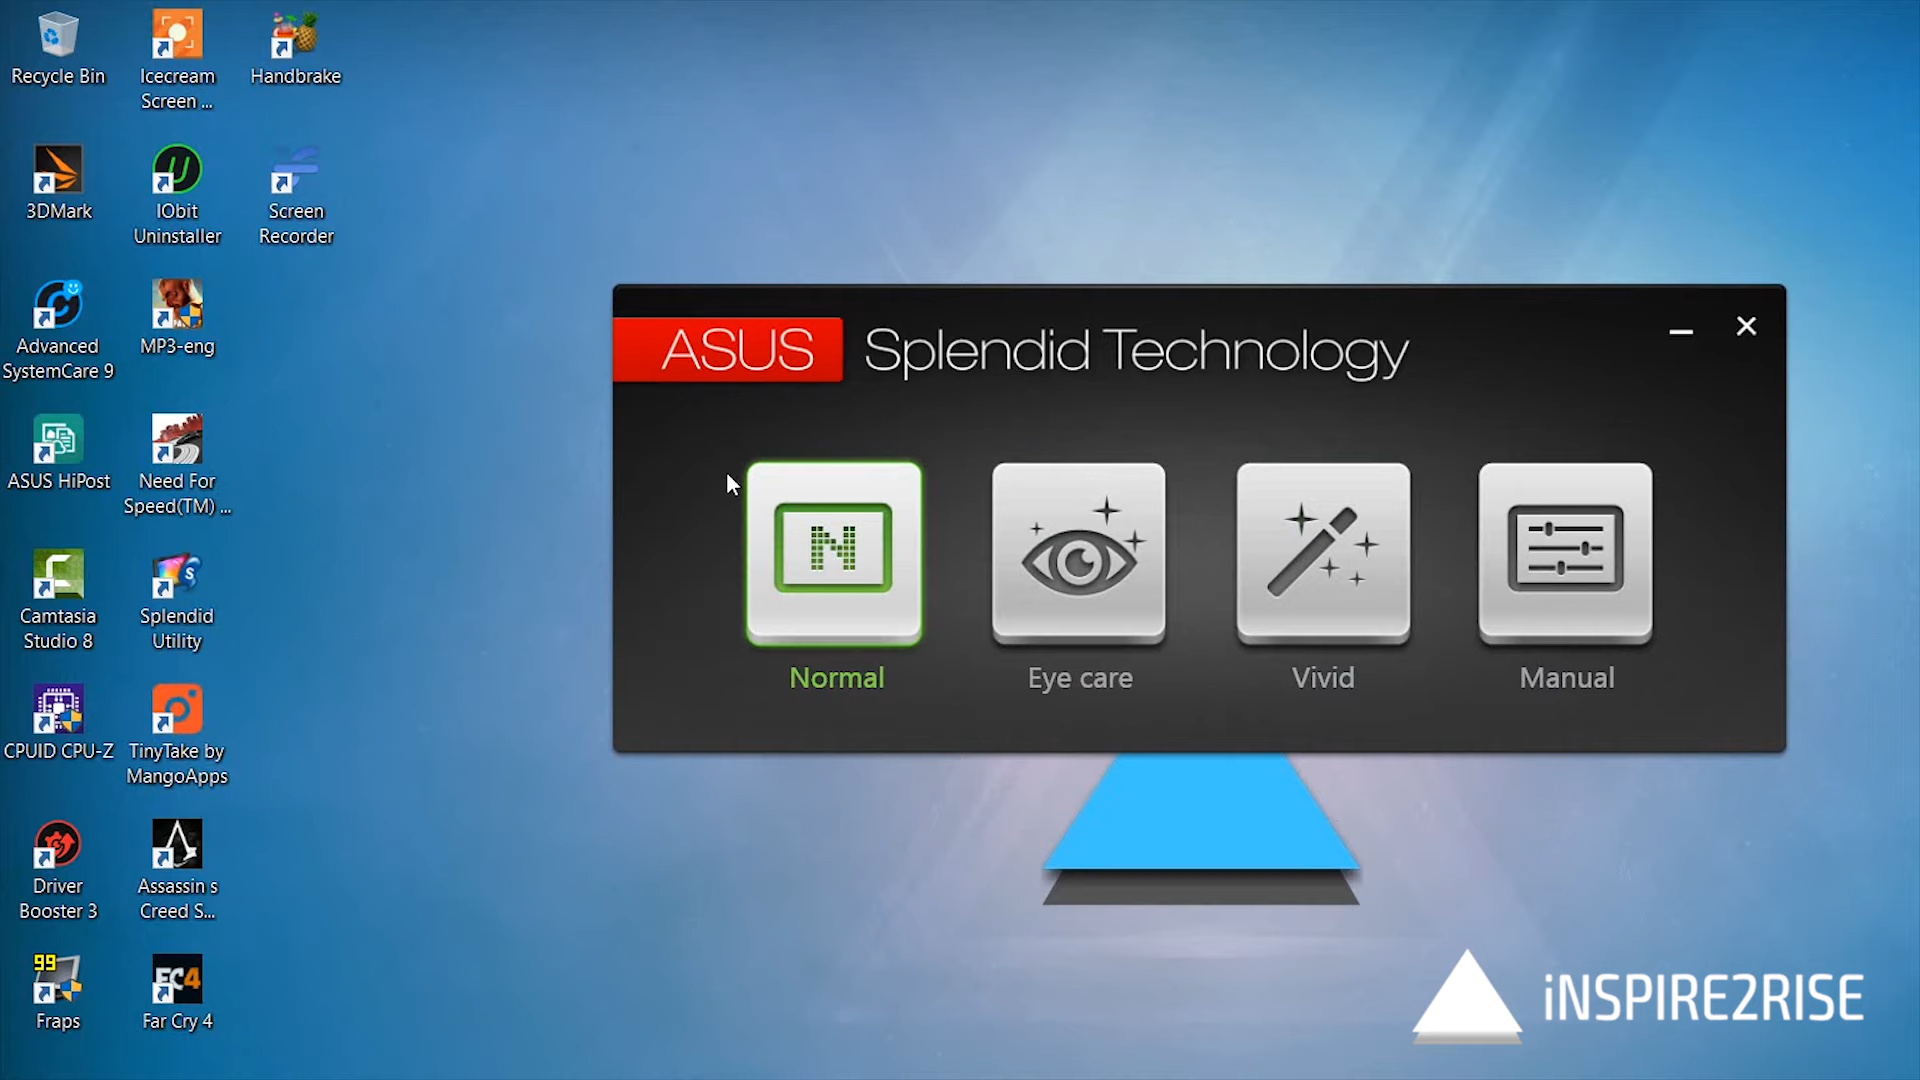 Recycle Bin
Icecream
Screen ...
Handbrake
3DMark
IObit
Uninstaller
Screen
Recorder
Advanced
SystemCare 9
MP3-eng
ASUS HiPost
Need For
Speed(TM) ...
Camtasia
Studio 8
Splendid
Utility
CPUID CPU-Z
TinyTake by
MangoApps
Driver
Booster 3
Assassin s
Creed S...
99
Fraps
FC4
Far Cry 4
ASUS Splendid Technology
N
Normal
Eye care
Vivid
Manual
iNSPIRE2RISE